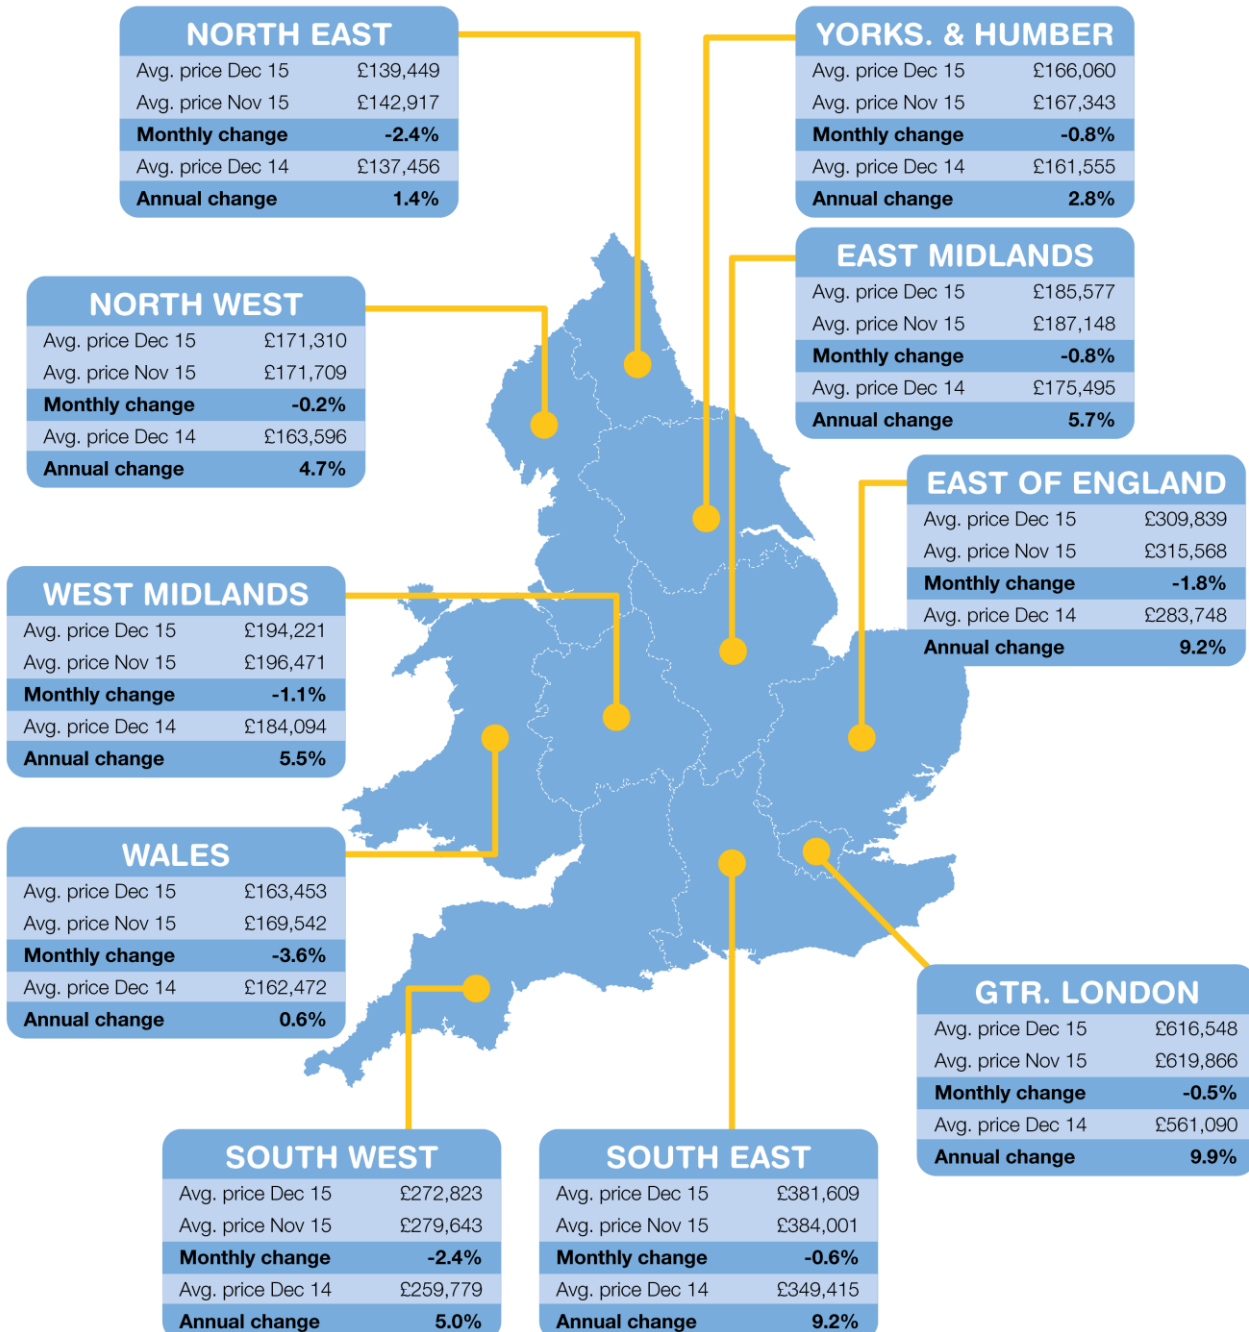 NORTH EAST
Avg. price Dec 15 £139,449
Avg. price Nov 15 £142,917
Monthly change -2.4%
Avg. price Dec 14 £137,456
Annual change 1.4%
YORKS. & HUMBER
Avg. price Dec 15 £166,060
Avg. price Nov 15 £167,343
Monthly change -0.8%
Avg. price Dec 14 £161,555
Annual change 2.8%
EAST MIDLANDS
Avg. price Dec 15 £185,577
Avg. price Nov 15 £187,148
Monthly change -0.8%
Avg. price Dec 14 £175,495
Annual change 5.7%
NORTH WEST
Avg. price Dec 15 £171,310
Avg. price Nov 15 £171,709
Monthly change -0.2%
Avg. price Dec 14 £163,596
Annual change 4.7%
EAST OF ENGLAND
Avg. price Dec 15 £309,839
Avg. price Nov 15 £315,568
Monthly change -1.8%
Avg. price Dec 14 £283,748
Annual change 9.2%
WEST MIDLANDS
Avg. price Dec 15 £194,221
Avg. price Nov 15 £196,471
Monthly change -1.1%
Avg. price Dec 14 £184,094
Annual change 5.5%
WALES
Avg. price Dec 15 £163,453
Avg. price Nov 15 £169,542
Monthly change -3.6%
Avg. price Dec 14 £162,472
Annual change 0.6%
GTR. LONDON
Avg. price Dec 15 £616,548
Avg. price Nov 15 £619,866
Monthly change -0.5%
Avg. price Dec 14 £561,090
Annual change 9.9%
SOUTH WEST
Avg. price Dec 15 £272,823
Avg. price Nov 15 £279,643
Monthly change -2.4%
Avg. price Dec 14 £259,779
Annual change 5.0%
SOUTH EAST
Avg. price Dec 15 £381,609
Avg. price Nov 15 £384,001
Monthly change -0.6%
Avg. price Dec 14 £349,415
Annual change 9.2%